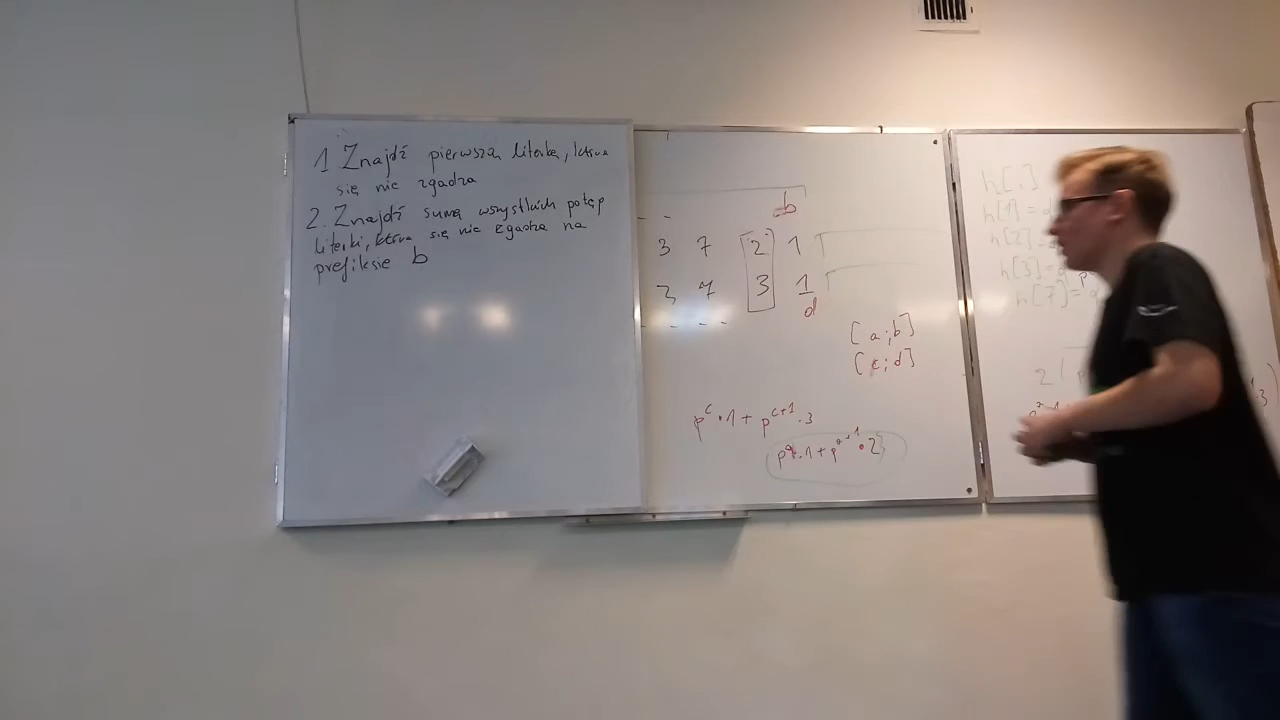 1 Znajdź pierwszą literkę, która
się nie zgadza
2. Znajdź sumę wszystkich potęg
literki, która się nie zgadza na
prefiksie b
b
3 7 2 1
3 7 3 1
d
[a;b]
[c;d]
p^c · 1 + p^{c+1} · 3
p^a · 1 + p^{a+1} · 2
h[.]
h[1]=
h[2]
h[3]=
h[7]=
2